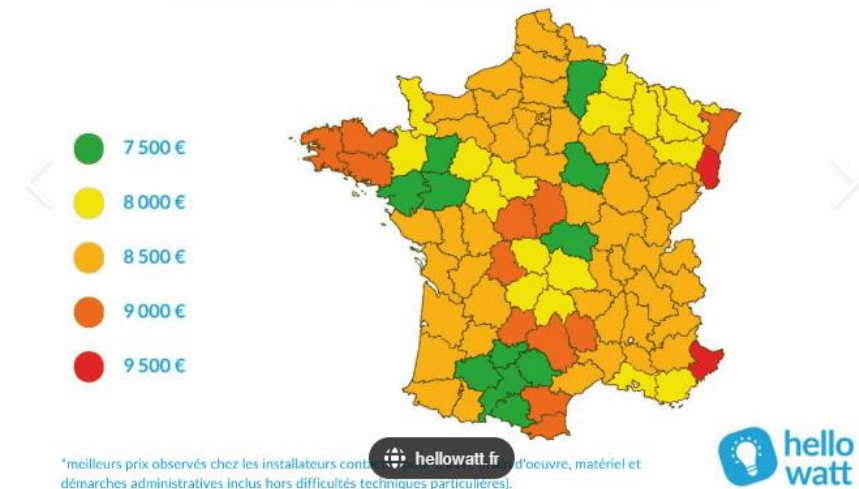 7 500 €
8 000 €
8 500 €
9 000 €
9 500 €
hellowatt.fr
*meilleurs prix observés chez les installateurs d'oeuvre, matériel et
démarches administratives inclus hors difficultés techniques particulières).
hello
watt